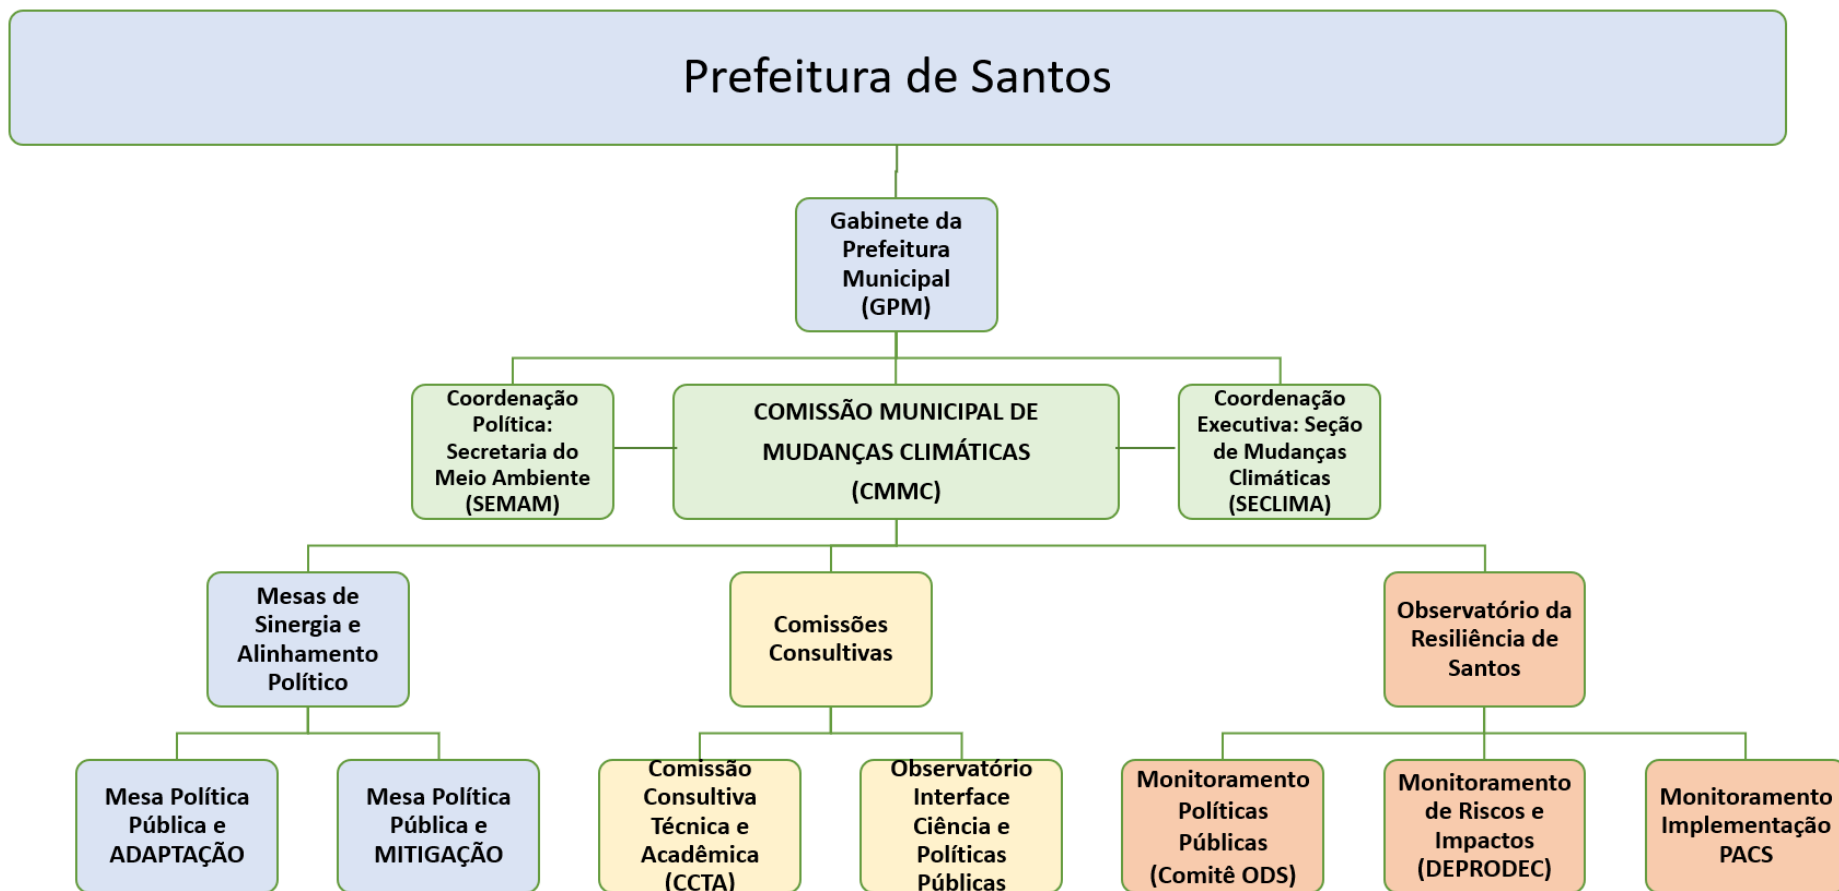 Prefeitura de Santos
Gabinete da
Prefeitura
Municipal
(GPM)
Coordenação
Política:
Secretaria do
Meio Ambiente
(SEMAM)
COMISSÃO MUNICIPAL DE
MUDANÇAS CLIMÁTICAS
(CMMC)
Coordenação
Executiva: Seção
de Mudanças
Climáticas
(SECLIMA)
Mesas de
Sinergia e
Alinhamento
Político
Comissões
Consultivas
Observatório da
Resiliência de
Santos
Mesa Política
Pública e
ADAPTAÇÃO
Mesa Política
Pública e
MITIGAÇÃO
Comissão
Consultiva
Técnica e
Acadêmica
(CCTA)
Observatório
Interface
Ciência e
Políticas
Públicas
Monitoramento
Políticas
Públicas
(Comitê ODS)
Monitoramento
de Riscos e
Impactos
(DEPRODEC)
Monitoramento
Implementação
PACS